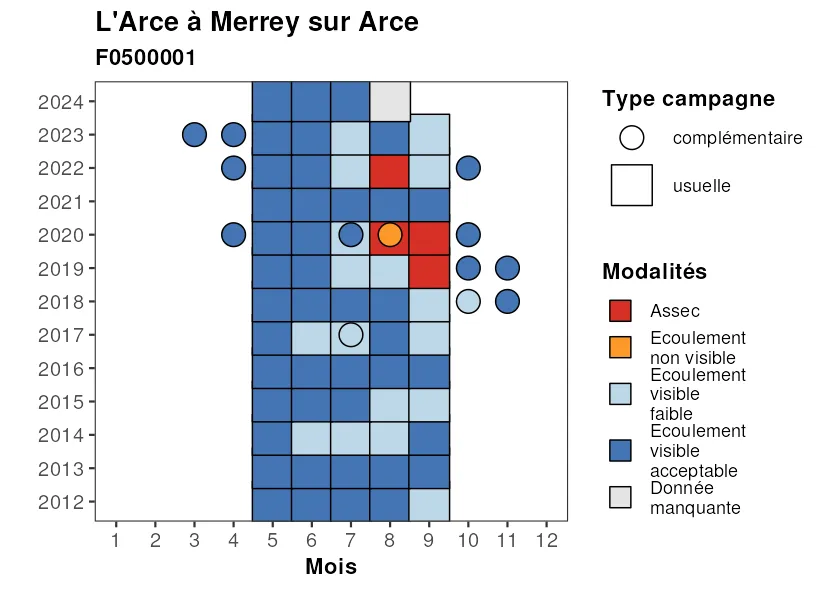 L'Arce à Merrey sur Arce
F0500001
2024
2023
2022
2021
2020
2019
2018
2017
2016
2015
2014
2013
2012
1 2 3 4 5 6 7 8 9 10 11 12
Mois
Type campagne
complémentaire
usuelle
Modalités
Assec
Ecoulement
non visible
Ecoulement
visible
faible
Ecoulement
visible
acceptable
Donnée
manquante